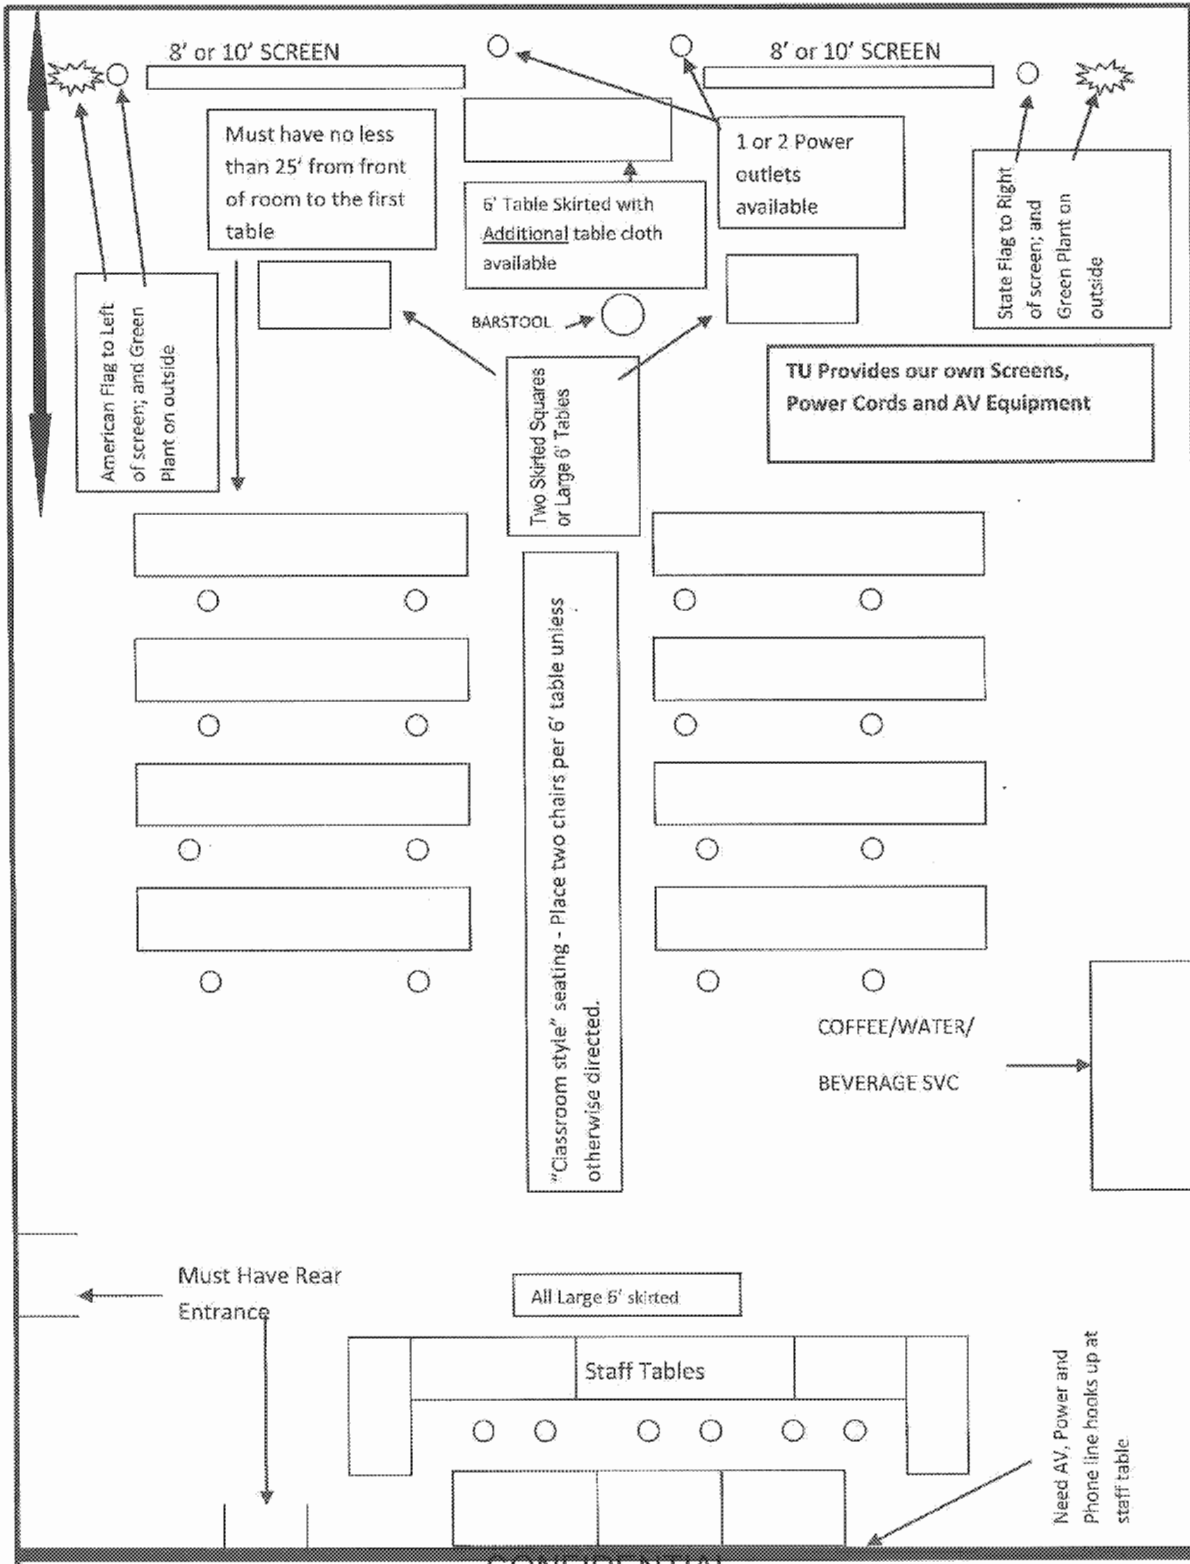 8' or 10' SCREEN
8' or 10' SCREEN
Must have no less
than 25' from front
of room to the first
table
1 or 2 Power
outlets
available
6' Table Skirted with
Additional table cloth
available
State Flag to Right
of screen; and
Green Plant on
outside
American Flag to Left
of screen; and Green
Plant on outside
BARSTOOL
TU Provides our own Screens,
Power Cords and AV Equipment
Two Skirted Squares
or Large 6' Tables
"Classroom style" seating - Place two chairs per 6' table unless
otherwise directed.
COFFEE/WATER/
BEVERAGE SVC
Must Have Rear
Entrance
All Large 6' skirted
Staff Tables
Need AV, Power and
Phone line hooks up at
staff table
CONFIDENTIAL